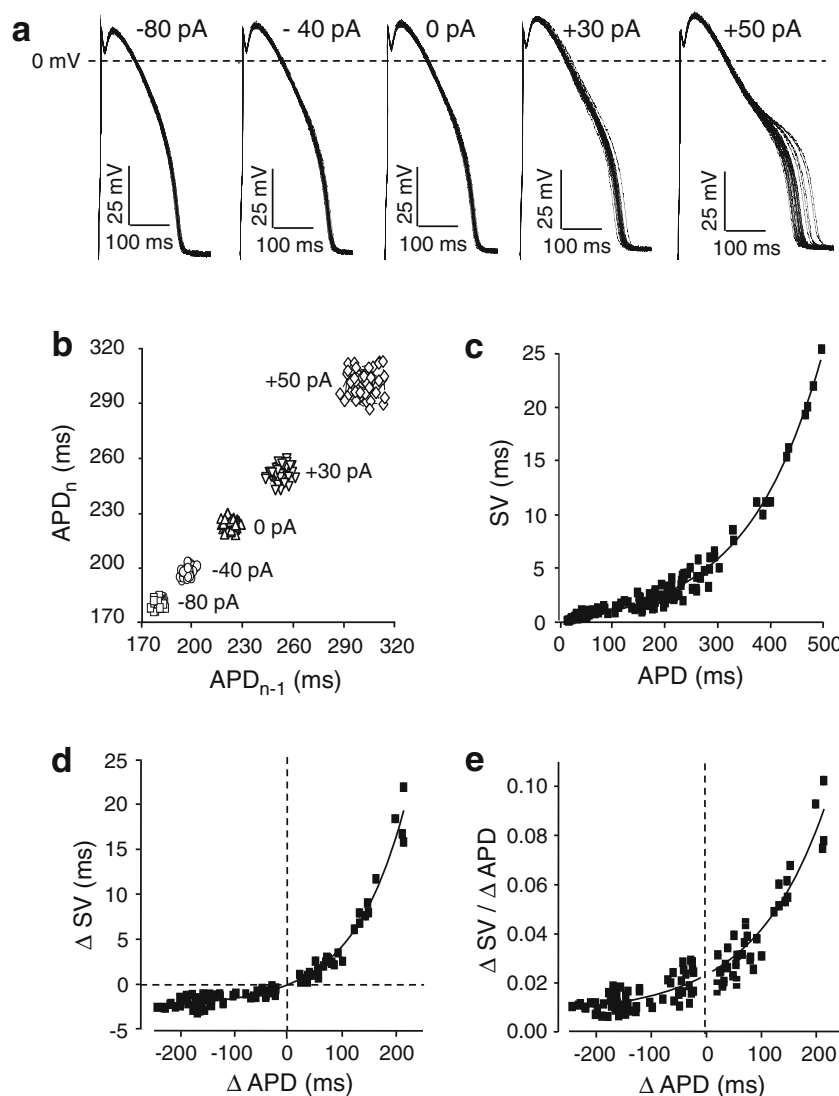 a
-80 pA
- 40 pA
0 pA
+30 pA
+50 pA
0 mV
25 mV
100 ms
25 mV
100 ms
25 mV
100 ms
25 mV
100 ms
25 mV
100 ms
b
320
290
260
230
200
170
APDn (ms)
+50 pA
+30 pA
0 pA
-40 pA
-80 pA
170 200 230 260 290 320
APDn-1 (ms)
c
25
20
15
10
5
0
SV (ms)
0 100 200 300 400 500
APD (ms)
d
25
20
15
10
5
0
-5
Δ SV (ms)
-200 -100 0 100 200
Δ APD (ms)
e
0.10
0.08
0.06
0.04
0.02
0.00
Δ SV / Δ APD
-200 -100 0 100 200
Δ APD (ms)